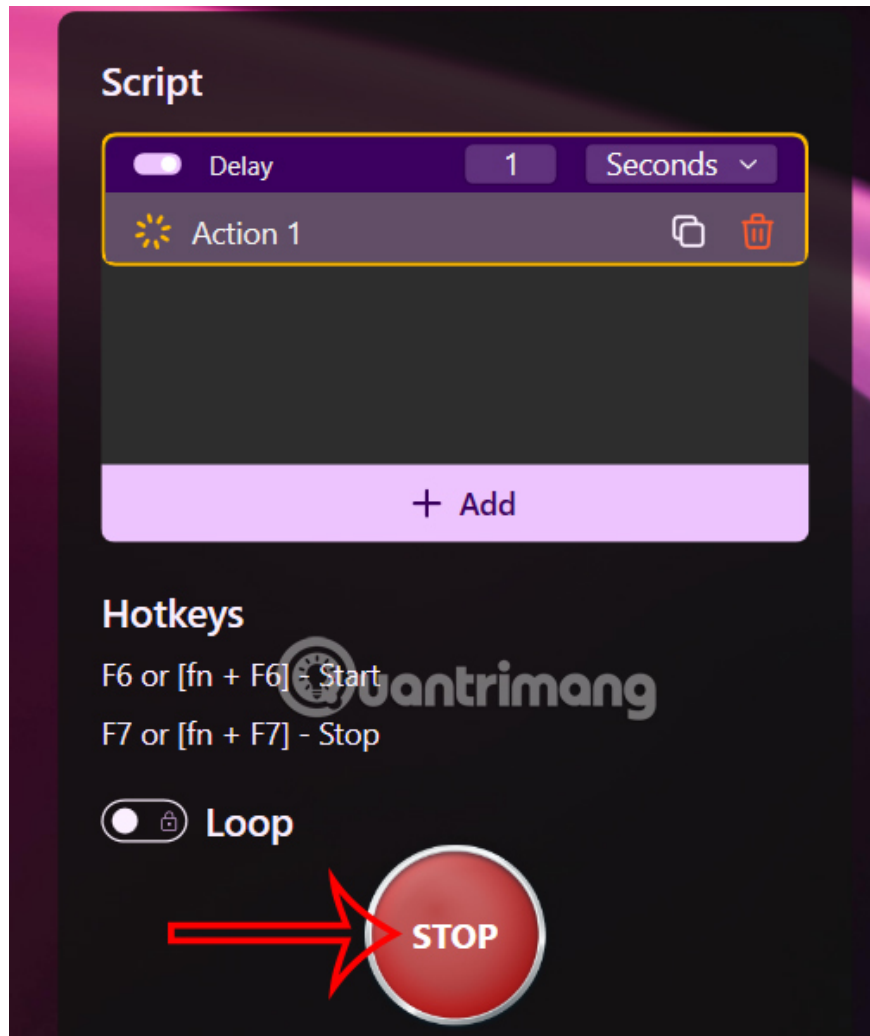 Script
Delay 1 Seconds
Action 1
+ Add
Hotkeys
F6 or [fn + F6] - Start
Quantrimang
F7 or [fn + F7] - Stop
Loop
STOP